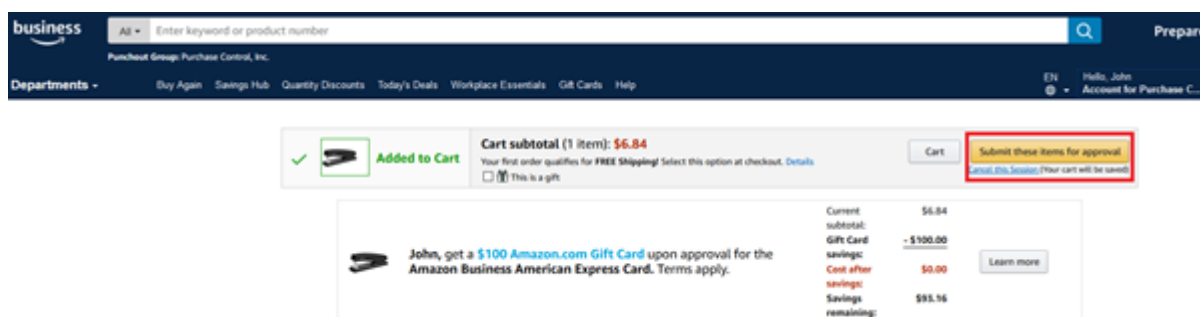 business
All
Enter keyword or product number
Prepar
Punchout Group: Purchase Control, Inc.
Departments
Buy Again Savings Hub Quantity Discounts Today's Deals Workplace Essentials Gift Cards Help
EN
Hello, John
Account for Purchase C...
Added to Cart
Cart subtotal (1 item): $6.84
Your first order qualifies for FREE Shipping! Select this option at checkout. Details
This is a gift
Cart
Submit these items for approval
Cancel this Session (Your cart will be saved)
John, get a $100 Amazon.com Gift Card upon approval for the
Amazon Business American Express Card. Terms apply.
Current $6.84
subtotal:
Gift Card - $100.00
savings:
Cost after $0.00
savings:
Savings $93.16
remaining:
Learn more